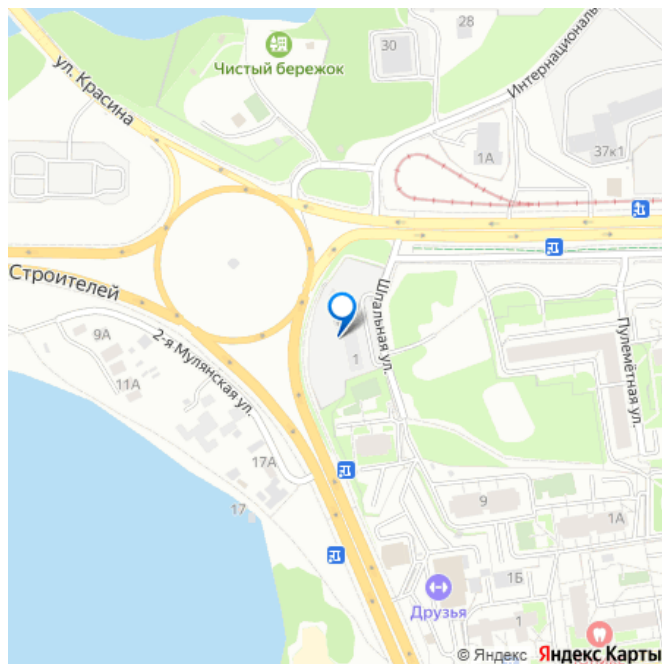 28
30
Чистый бережок
ул. Красина
Интернациональ
1А
37к1
Строителей
9А
11А
2-я Мулянская ул.
Шпальная ул.
1
Пулемётная ул.
17А
17
9
1А
1Б
Друзья
1
© Яндекс Яндекс Карты